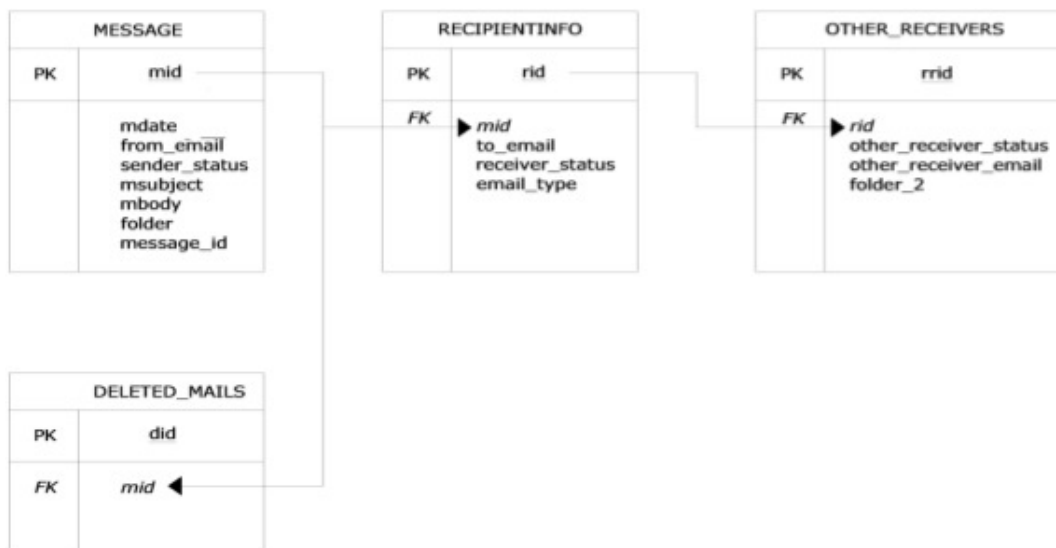 MESSAGE
PK mid
mdate
from_email
sender_status
msubject
mbody
folder
message_id
RECIPIENTINFO
PK rid
FK mid
to_email
receiver_status
email_type
OTHER_RECEIVERS
PK rrid
FK rid
other_receiver_status
other_receiver_email
folder_2
DELETED_MAILS
PK did
FK mid